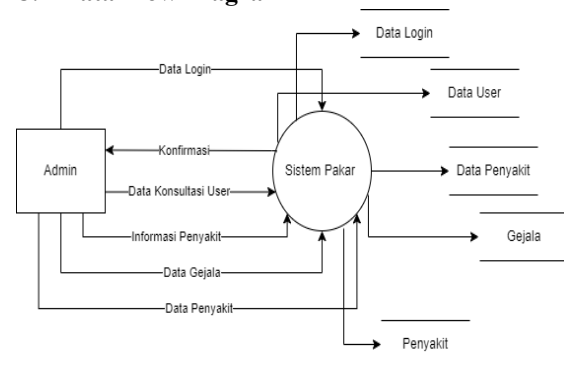 Data Login
Data Login
Data User
Konfirmasi
Admin
Sistem Pakar
Data Penyakit
Data Konsultasi User
Informasi Penyakit
Gejala
Data Gejala
Data Penyakit
Penyakit